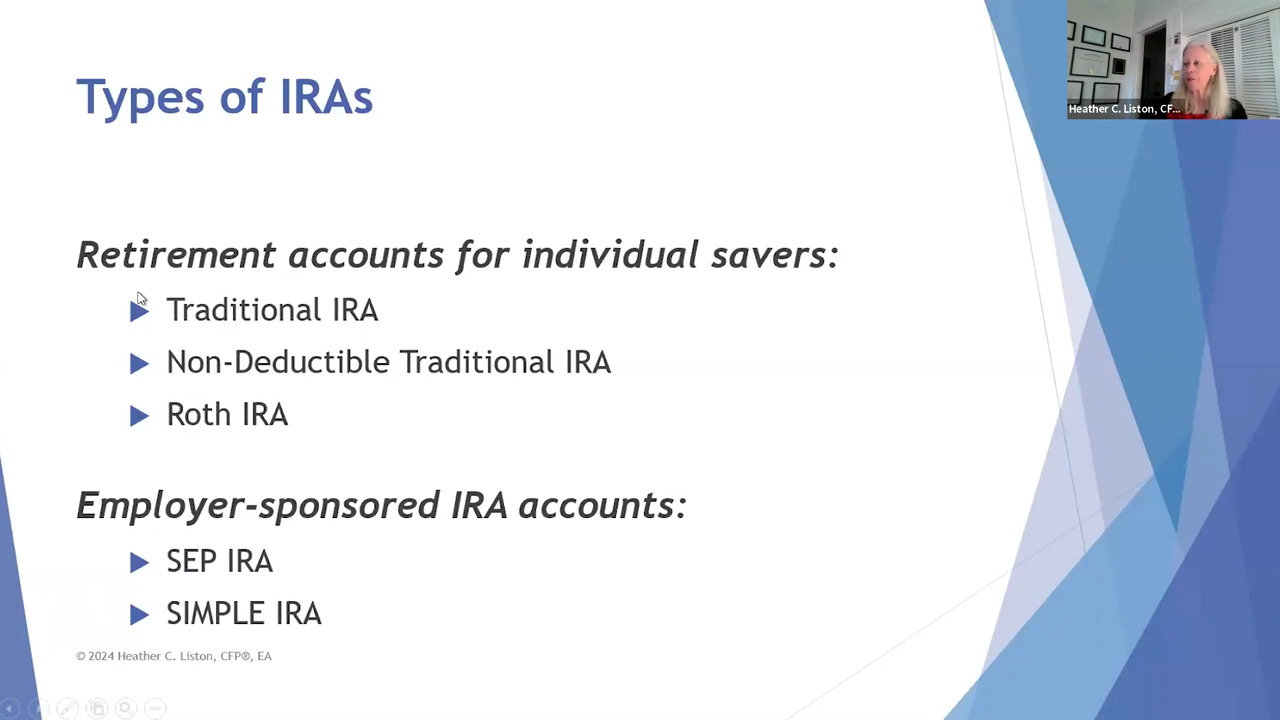 Types of IRAs
Heather C. Liston, CF...
Retirement accounts for individual savers:
Traditional IRA
Non-Deductible Traditional IRA
Roth IRA
Employer-sponsored IRA accounts:
SEP IRA
SIMPLE IRA
© 2024 Heather C. Liston, CFP®, EA